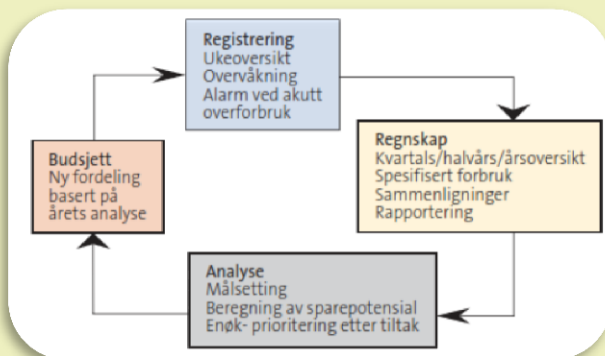 Registrering
Ukeoversikt
Overvåkning
Alarm ved akutt
overforbruk
Regnskap
Kvartals/halvårs/årsoversikt
Spesifisert forbruk
Sammenligninger
Rapportering
Analyse
Målsetting
Beregning av sparepotensial
Enøk- prioritering etter tiltak
Budsjett
Ny fordeling
basert på
årets analyse